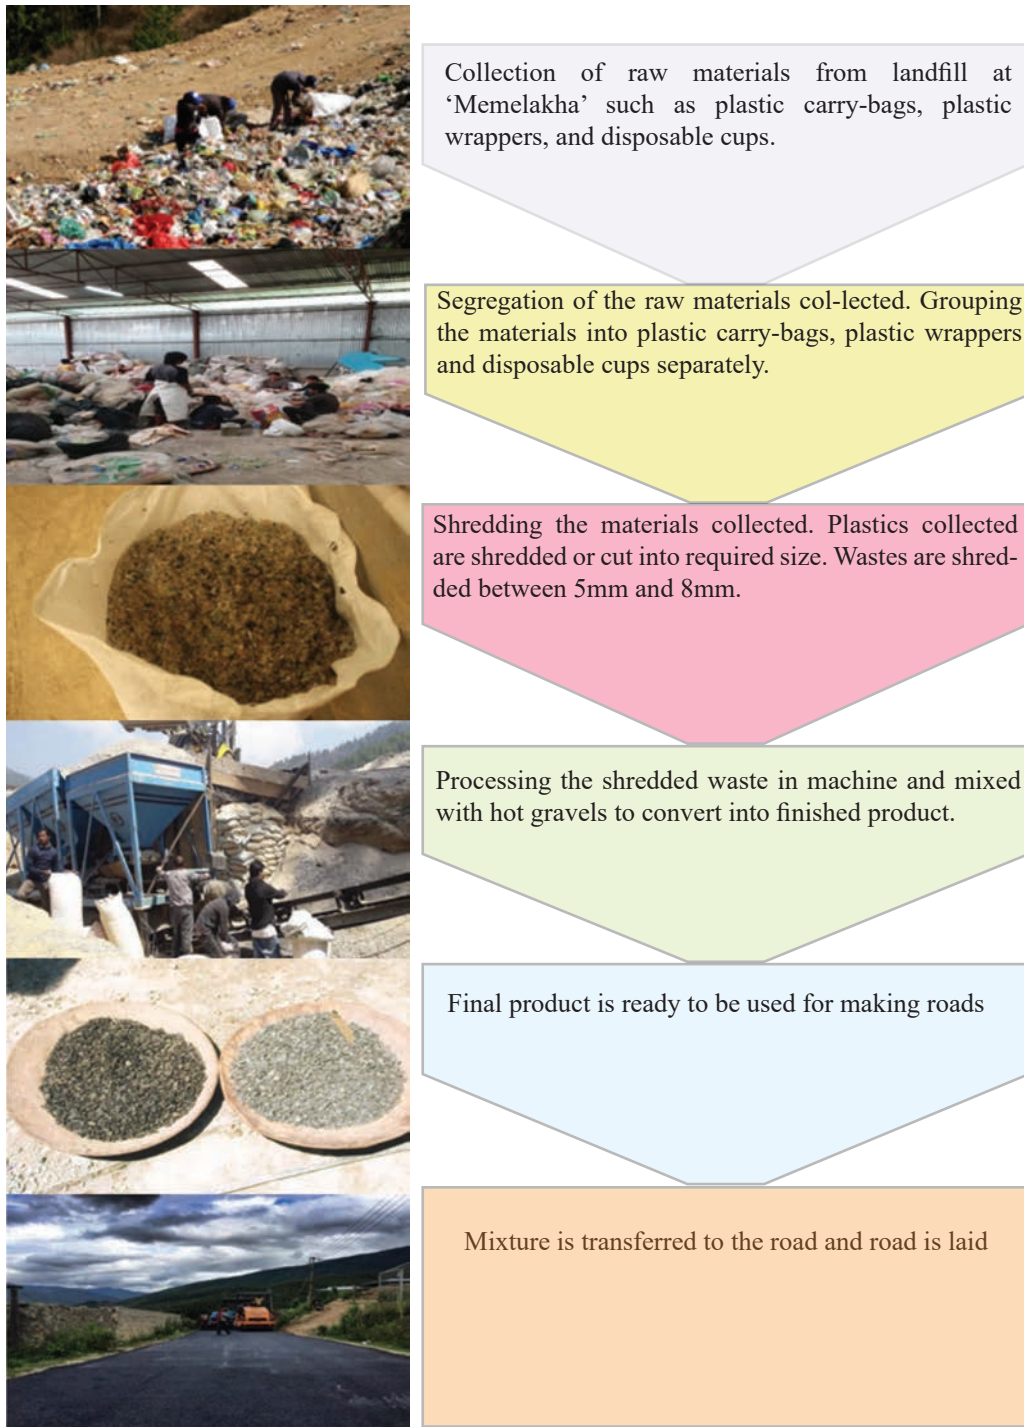 Collection of raw materials from landfill at
‘Memelakha’ such as plastic carry-bags, plastic
wrappers, and disposable cups.
Segregation of the raw materials col-lected. Grouping
the materials into plastic carry-bags, plastic wrappers
and disposable cups separately.
Shredding the materials collected. Plastics collected
are shredded or cut into required size. Wastes are shred-
ded between 5mm and 8mm.
Processing the shredded waste in machine and mixed
with hot gravels to convert into finished product.
Final product is ready to be used for making roads
Mixture is transferred to the road and road is laid